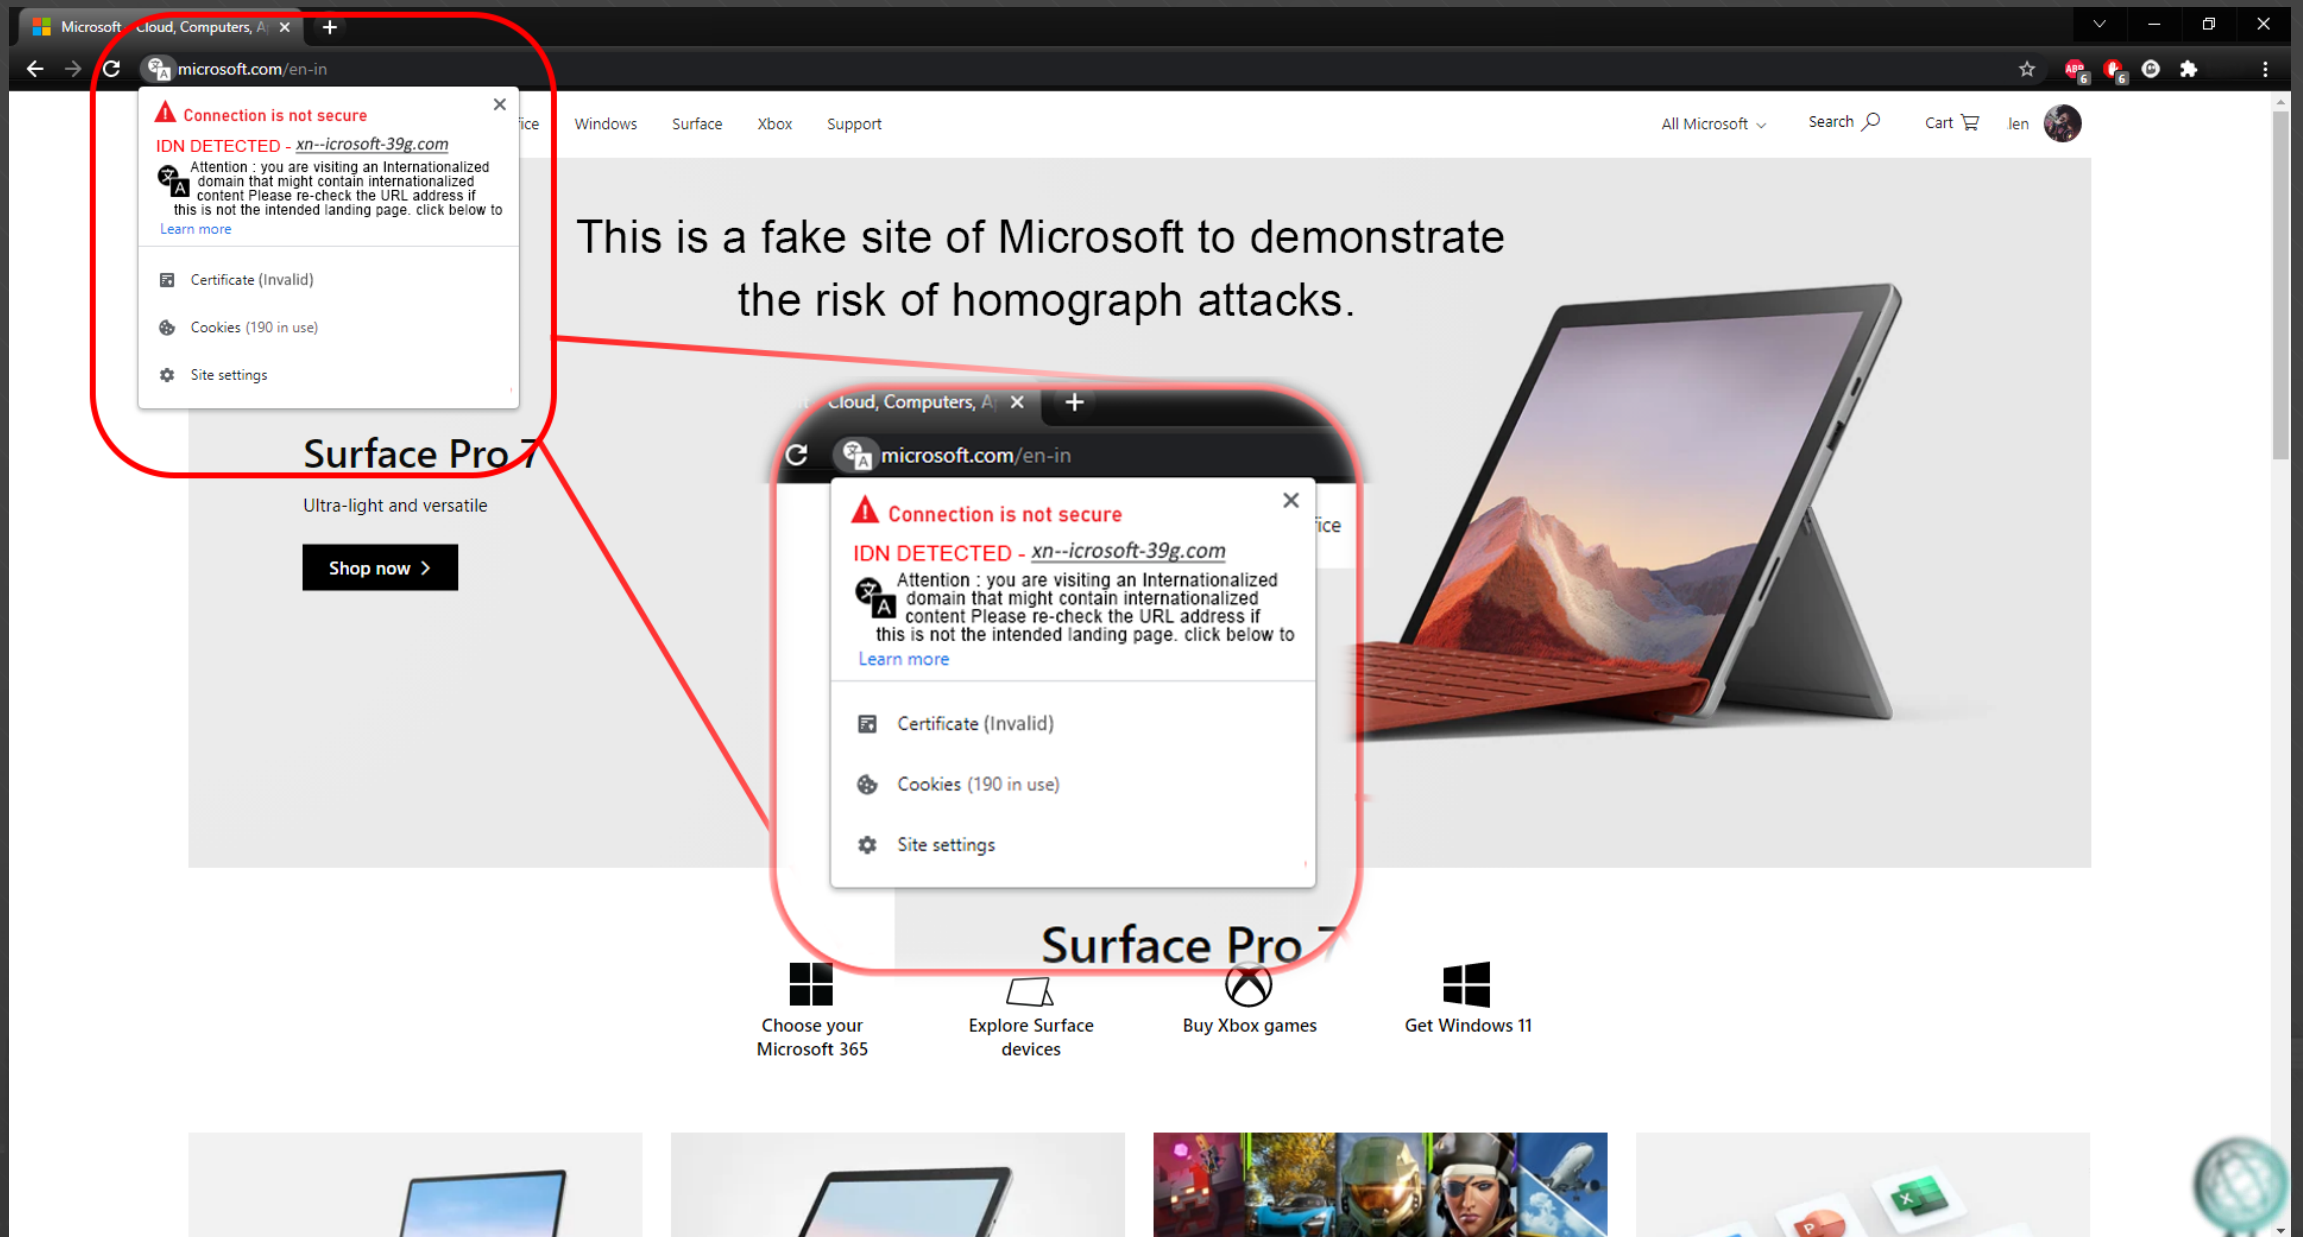 Microsoft - Cloud, Computers, Ap
microsoft.com/en-in
Connection is not secure
IDN DETECTED - xn--icrosoft-39g.com
Attention : you are visiting an Internationalized
domain that might contain internationalized
content Please re-check the URL address if
this is not the intended landing page. click below to
Learn more
Certificate (Invalid)
Cookies (190 in use)
Site settings
fice Windows Surface Xbox Support
All Microsoft Search Cart len
ABP 6 6
This is a fake site of Microsoft to demonstrate
the risk of homograph attacks.
Surface Pro 7
Ultra-light and versatile
Shop now
Cloud, Computers, Ap
microsoft.com/en-in
Connection is not secure
fice
IDN DETECTED - xn--icrosoft-39g.com
Attention : you are visiting an Internationalized
domain that might contain internationalized
content Please re-check the URL address if
this is not the intended landing page. click below to
Learn more
Certificate (Invalid)
Cookies (190 in use)
Site settings
Surface Pro 7
Choose your
Microsoft 365
Explore Surface
devices
Buy Xbox games
Get Windows 11